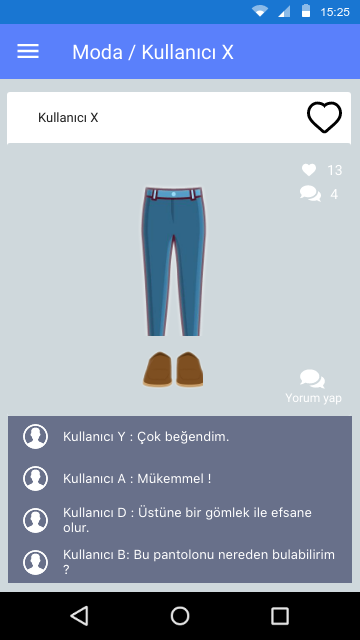 15:25
Moda / Kullanıcı X
Kullanıcı X
13
4
Yorum yap
Kullanıcı Y : Çok beğendim.
Kullanıcı A : Mükemmel !
Kullanıcı D : Üstüne bir gömlek ile efsane
olur.
Kullanıcı B: Bu pantolonu nereden bulabilirim
?